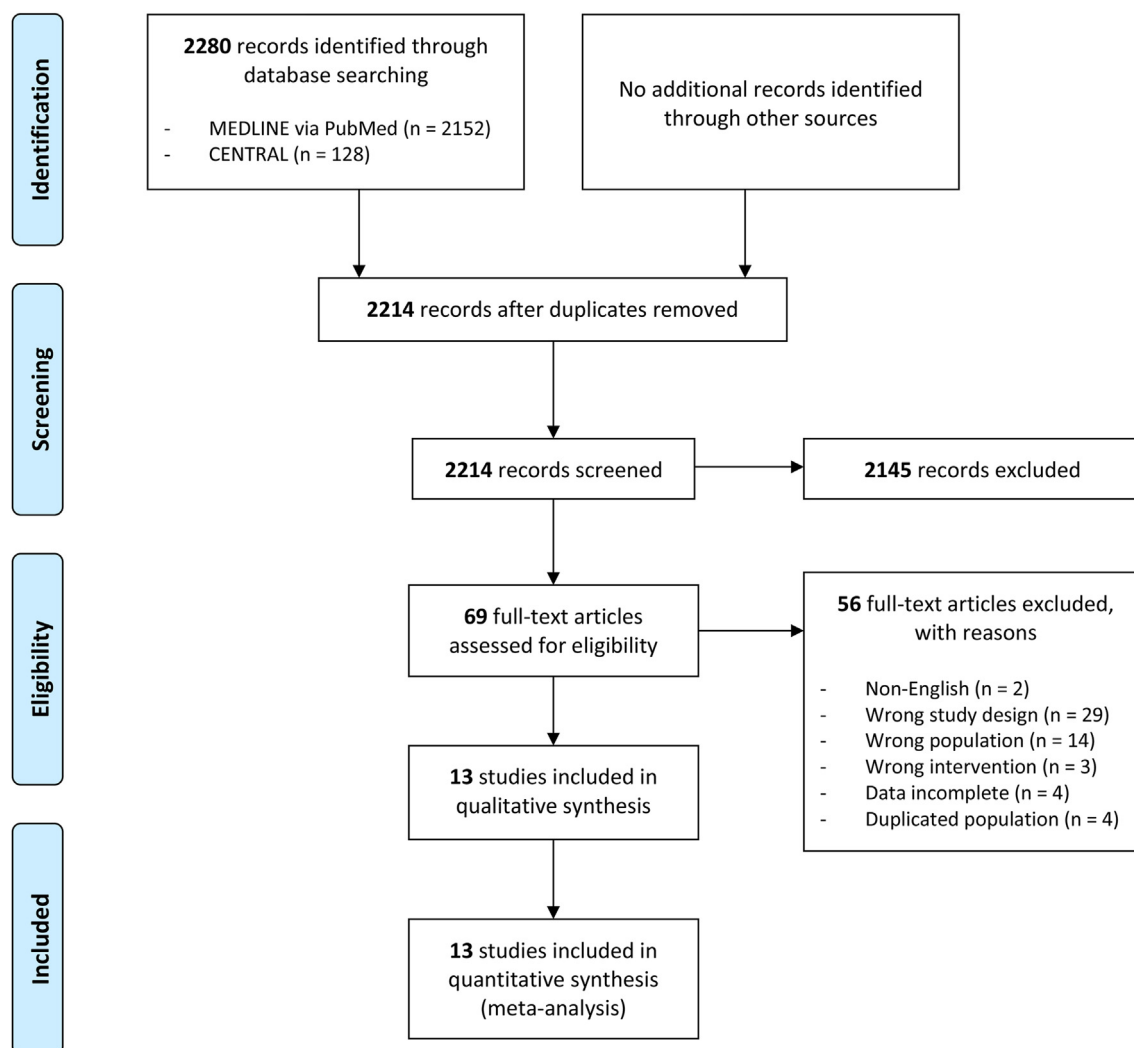 Identification
2280 records identified through
database searching
- MEDLINE via PubMed (n = 2152)
- CENTRAL (n = 128)
No additional records identified
through other sources
Screening
2214 records after duplicates removed
2214 records screened
2145 records excluded
Eligibility
69 full-text articles
assessed for eligibility
56 full-text articles excluded,
with reasons
- Non-English (n = 2)
- Wrong study design (n = 29)
- Wrong population (n = 14)
- Wrong intervention (n = 3)
- Data incomplete (n = 4)
- Duplicated population (n = 4)
13 studies included in
qualitative synthesis
Included
13 studies included in
quantitative synthesis
(meta-analysis)